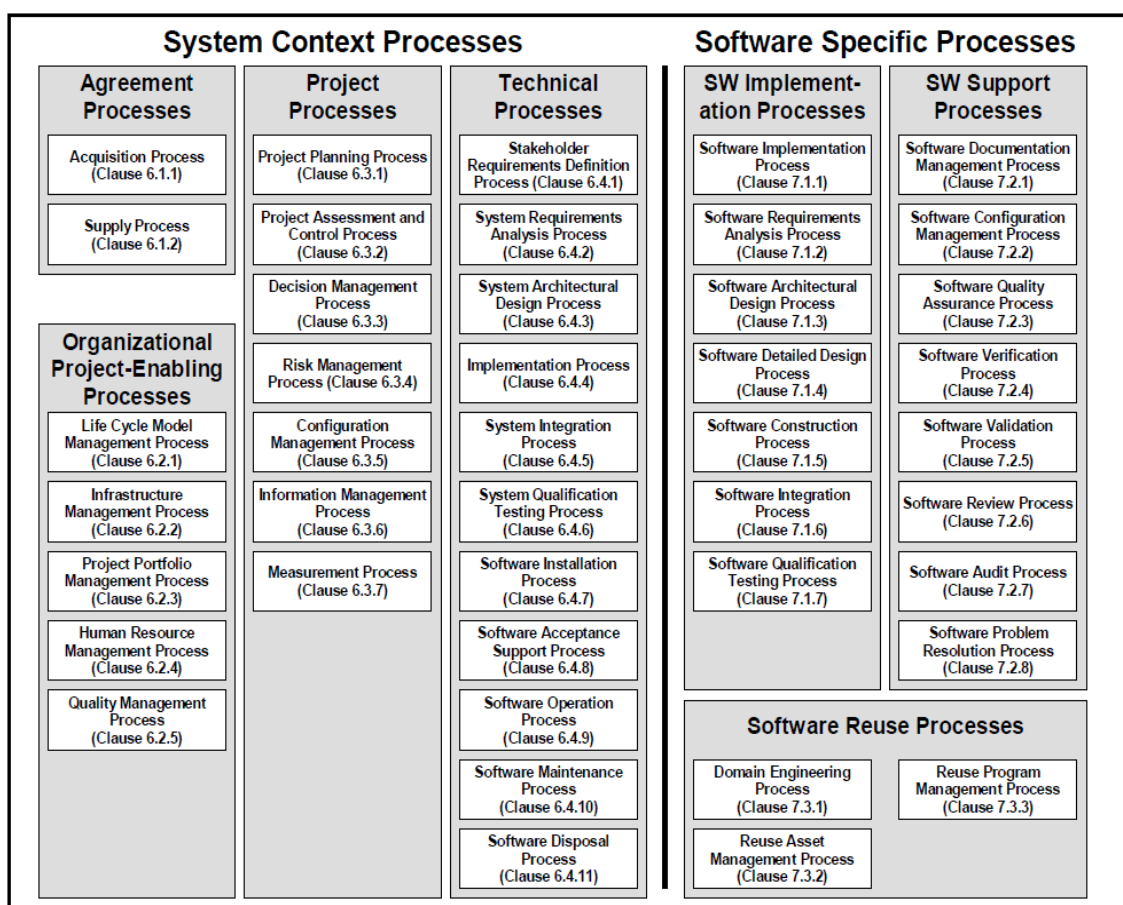 System Context Processes
Agreement
Processes
Acquisition Process
(Clause 6.1.1)
Supply Process
(Clause 6.1.2)
Organizational
Project-Enabling
Processes
Life Cycle Model
Management Process
(Clause 6.2.1)
Infrastructure
Management Process
(Clause 6.2.2)
Project Portfolio
Management Process
(Clause 6.2.3)
Human Resource
Management Process
(Clause 6.2.4)
Quality Management
Process
(Clause 6.2.5)
Project
Processes
Project Planning Process
(Clause 6.3.1)
Project Assessment and
Control Process
(Clause 6.3.2)
Decision Management
Process
(Clause 6.3.3)
Risk Management
Process (Clause 6.3.4)
Configuration
Management Process
(Clause 6.3.5)
Information Management
Process
(Clause 6.3.6)
Measurement Process
(Clause 6.3.7)
Technical
Processes
Stakeholder
Requirements Definition
Process (Clause 6.4.1)
System Requirements
Analysis Process
(Clause 6.4.2)
System Architectural
Design Process
(Clause 6.4.3)
Implementation Process
(Clause 6.4.4)
System Integration
Process
(Clause 6.4.5)
System Qualification
Testing Process
(Clause 6.4.6)
Software Installation
Process
(Clause 6.4.7)
Software Acceptance
Support Process
(Clause 6.4.8)
Software Operation
Process
(Clause 6.4.9)
Software Maintenance
Process
(Clause 6.4.10)
Software Disposal
Process
(Clause 6.4.11)
Software Specific Processes
SW Implement-
ation Processes
Software Implementation
Process
(Clause 7.1.1)
Software Requirements
Analysis Process
(Clause 7.1.2)
Software Architectural
Design Process
(Clause 7.1.3)
Software Detailed Design
Process
(Clause 7.1.4)
Software Construction
Process
(Clause 7.1.5)
Software Integration
Process
(Clause 7.1.6)
Software Qualification
Testing Process
(Clause 7.1.7)
SW Support
Processes
Software Documentation
Management Process
(Clause 7.2.1)
Software Configuration
Management Process
(Clause 7.2.2)
Software Quality
Assurance Process
(Clause 7.2.3)
Software Verification
Process
(Clause 7.2.4)
Software Validation
Process
(Clause 7.2.5)
Software Review Process
(Clause 7.2.6)
Software Audit Process
(Clause 7.2.7)
Software Problem
Resolution Process
(Clause 7.2.8)
Software Reuse Processes
Domain Engineering
Process
(Clause 7.3.1)
Reuse Asset
Management Process
(Clause 7.3.2)
Reuse Program
Management Process
(Clause 7.3.3)